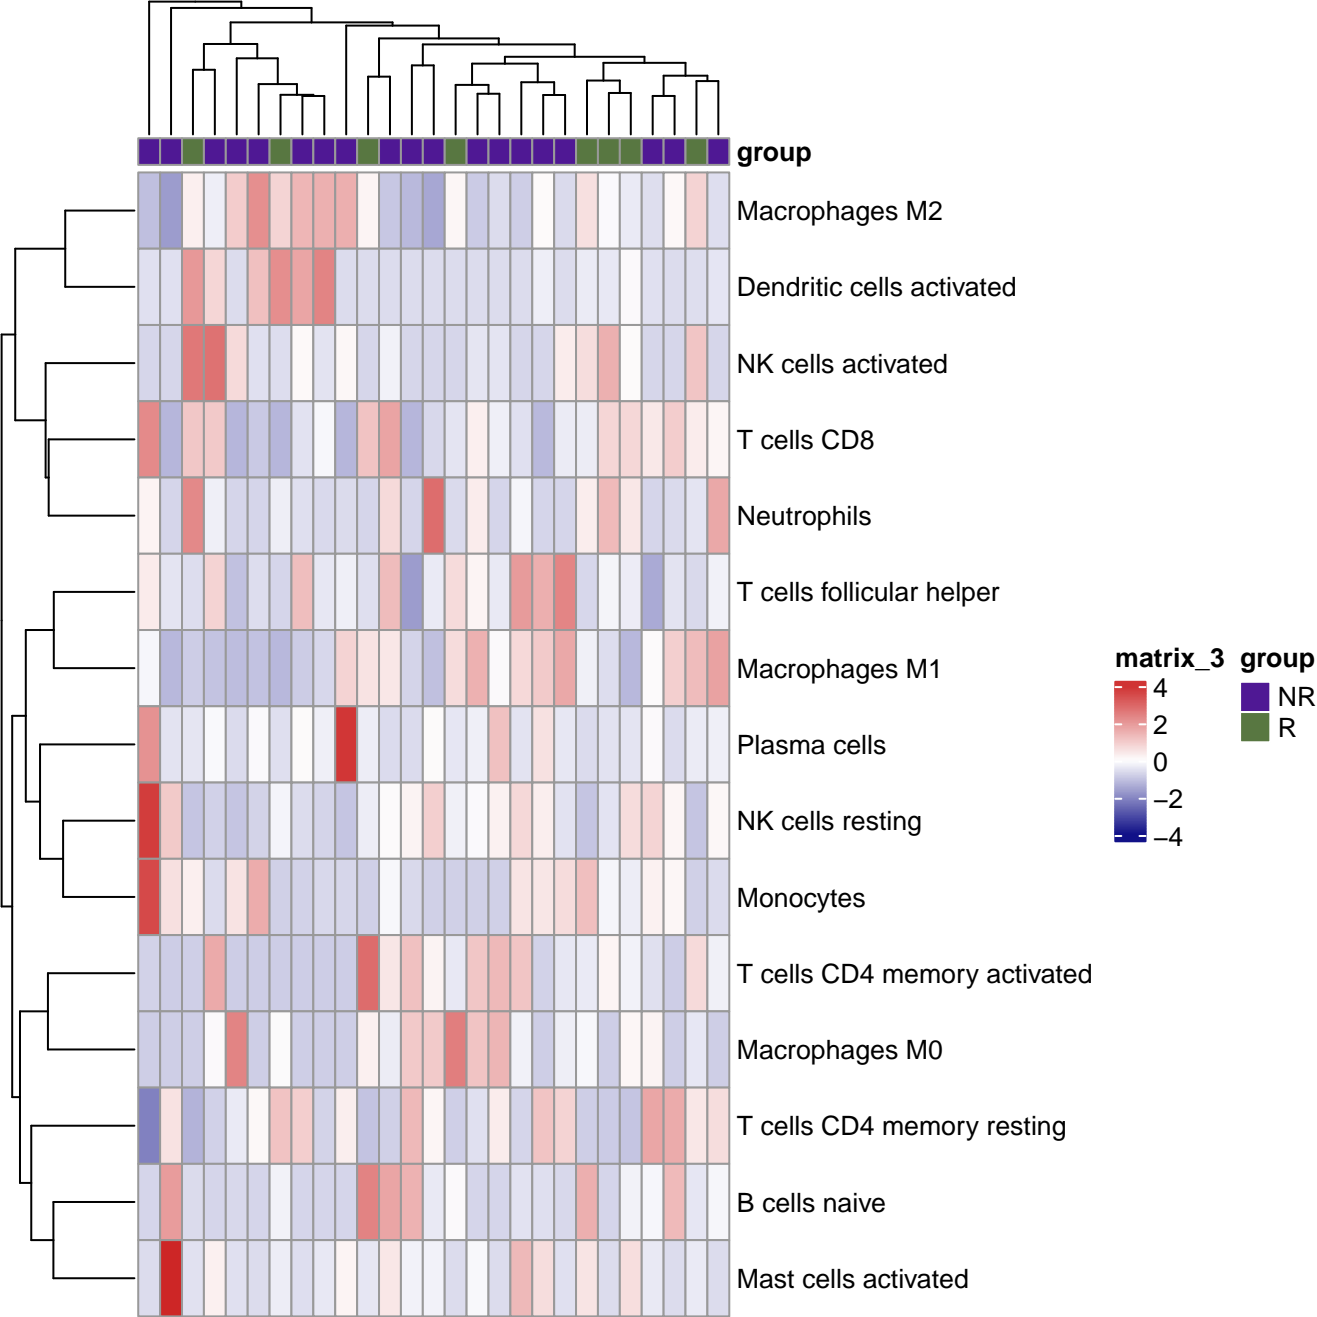 group
Macrophages M2
Dendritic cells activated
NK cells activated
T cells CD8
Neutrophils
T cells follicular helper
Macrophages M1
Plasma cells
NK cells resting
Monocytes
T cells CD4 memory activated
Macrophages M0
T cells CD4 memory resting
B cells naive
Mast cells activated
matrix_3
4
2
0
−2
−4
group
NR
R